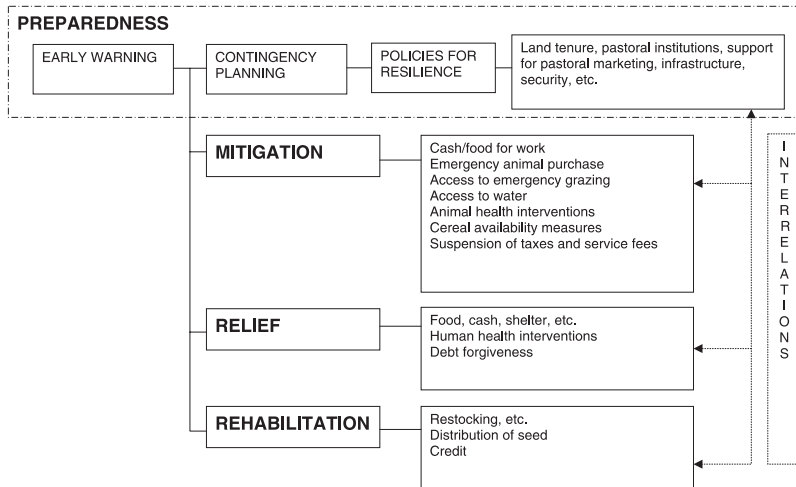 PREPAREDNESS
EARLY WARNING
CONTINGENCY
PLANNING
POLICIES FOR
RESILIENCE
Land tenure, pastoral institutions, support
for pastoral marketing, infrastructure,
security, etc.
MITIGATION
Cash/food for work
Emergency animal purchase
Access to emergency grazing
Access to water
Animal health interventions
Cereal availability measures
Suspension of taxes and service fees
RELIEF
Food, cash, shelter, etc.
Human health interventions
Debt forgiveness
REHABILITATION
Restocking, etc.
Distribution of seed
Credit
INTERRELATIONS